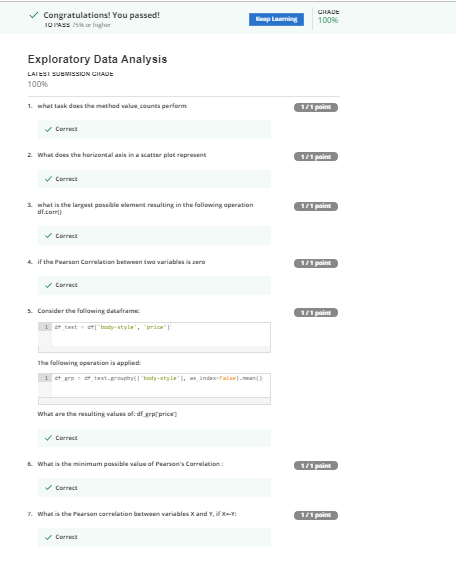 Congratulations! You passed!
TO PASS 75% or higher
Keep Learning
GRADE
100%
Exploratory Data Analysis
LATEST SUBMISSION GRADE
100%
1. what task does the method value_counts perform
1 / 1 point
Correct
2. What does the horizontal axis in a scatter plot represent
1 / 1 point
Correct
3. what is the largest possible element resulting in the following operation
df.corr()
1 / 1 point
Correct
4. if the Pearson Correlation between two variables is zero
1 / 1 point
Correct
5. Consider the following dataframe:
1 / 1 point
1 df_test = df['body-style', 'price']
The following operation is applied:
1 df_grp = df_test.groupby(['body-style'], as_index=False).mean()
What are the resulting values of: df_grp['price']
Correct
6. What is the minimum possible value of Pearson's Correlation :
1 / 1 point
Correct
7. What is the Pearson correlation between variables X and Y, if X=-Y:
1 / 1 point
Correct